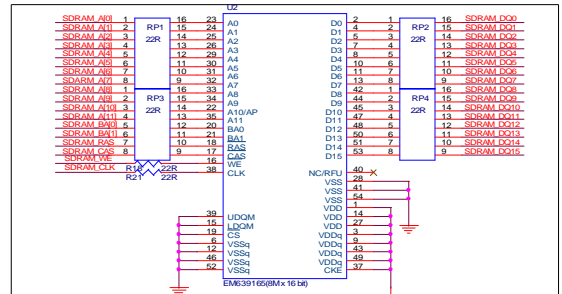 U2
SDRAM_A[0] 1 16 23 A0 D0 2 1 16 SDRAM_DQ0
SDRAM_A[1] 2 RP1 15 24 A1 D1 4 2 RP2 15 SDRAM_DQ1
SDRAM_A[2] 3 14 25 A2 D2 5 3 14 SDRAM_DQ2
SDRAM_A[3] 4 22R 13 26 A3 D3 7 4 22R 13 SDRAM_DQ3
SDRAM_A[4] 5 12 29 A4 D4 8 5 12 SDRAM_DQ4
SDRAM_A[5] 6 11 30 A5 D5 10 6 11 SDRAM_DQ5
SDRAM_A[6] 7 10 31 A6 D6 11 7 10 SDRAM_DQ6
SDRAM_A[7] 8 9 32 A7 D7 13 8 9 SDRAM_DQ7
SDRAM_A[8] 1 16 33 A8 D8 42 1 16 SDRAM_DQ8
SDRAM_A[9] 2 RP3 15 34 A9 D9 44 2 RP4 15 SDRAM_DQ9
SDRAM_A[10] 3 14 22 A10/AP D10 45 3 14 SDRAM_DQ10
SDRAM_A[11] 4 22R 13 35 A11 D11 47 4 22R 13 SDRAM_DQ11
SDRAM_BA[0] 5 12 20 BA0 D12 48 5 12 SDRAM_DQ12
SDRAM_BA[1] 6 11 21 BA1 D13 50 6 11 SDRAM_DQ13
SDRAM_RAS 7 10 18 RAS D14 51 7 10 SDRAM_DQ14
SDRAM_CAS 8 9 17 CAS D15 53 8 9 SDRAM_DQ15
SDRAM_WE 22R 16 WE
SDRAM_CLK R21 22R 38 CLK NC/RFU 40
VSS 28
VSS 41
VSS 54
VDD 1
39 UDQM VDD 14
15 LDQM VDD 27
19 CS VDDq 3
6 VSSq VDDq 9
12 VSSq VDDq 43
46 VSSq VDDq 49
52 VSSq CKE 37
EM639165(8M x 16 bit)